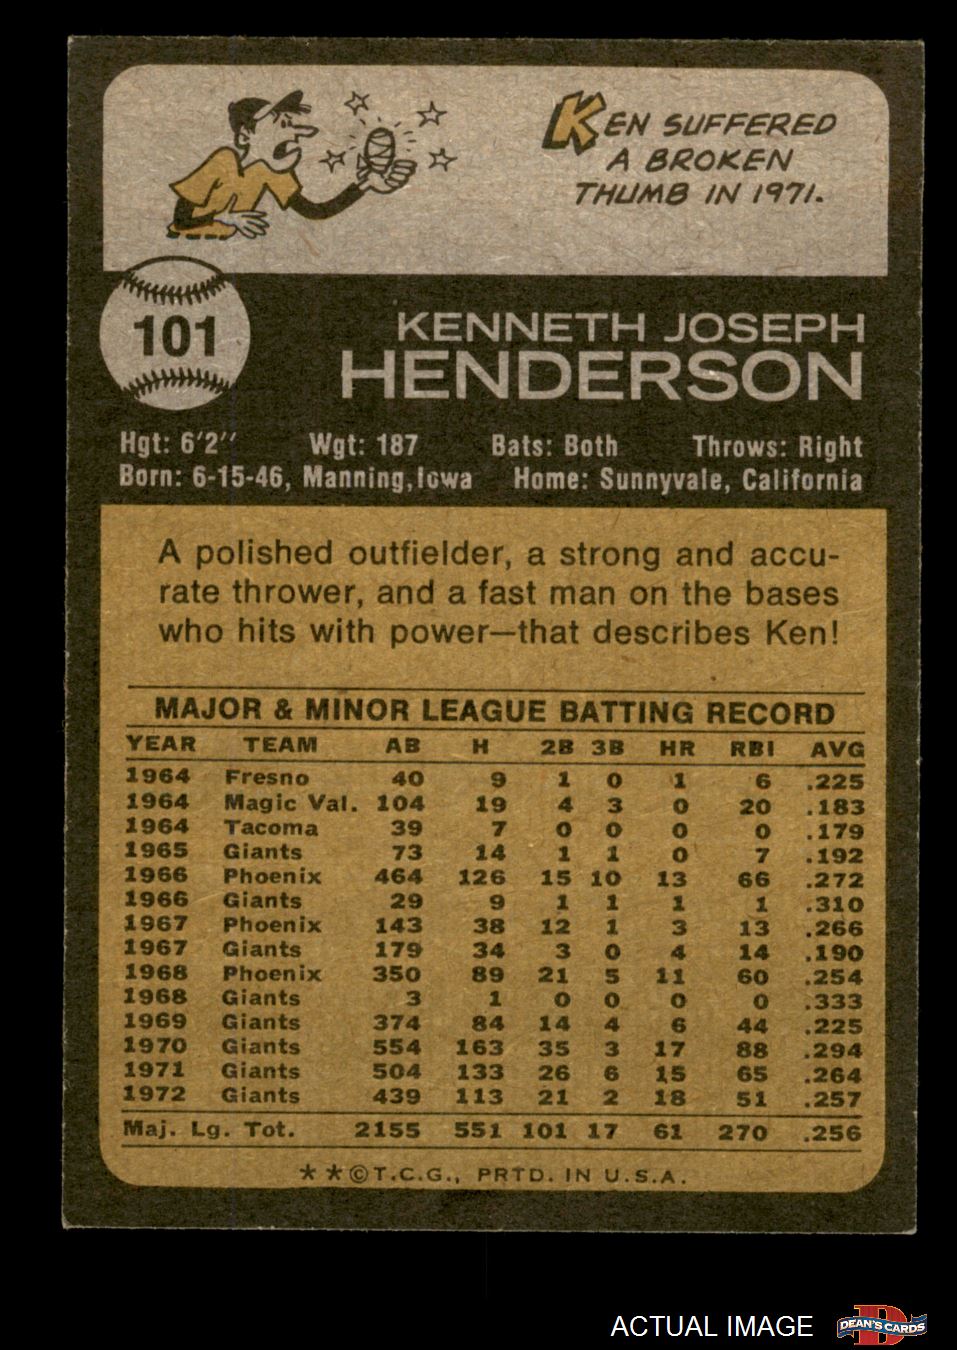 KEN SUFFERED
A BROKEN
THUMB IN 1971.
101
KENNETH JOSEPH
HENDERSON
Hgt: 6'2" Wgt: 187 Bats: Both Throws: Right
Born: 6-15-46, Manning, Iowa Home: Sunnyvale, California
A polished outfielder, a strong and accu-
rate thrower, and a fast man on the bases
who hits with power—that describes Ken!
MAJOR & MINOR LEAGUE BATTING RECORD
YEAR TEAM AB H 2B 3B HR RBI AVG
1964 Fresno 40 9 1 0 1 6 .225
1964 Magic Val. 104 19 4 3 0 20 .183
1964 Tacoma 39 7 0 0 0 0 .179
1965 Giants 73 14 1 1 0 7 .192
1966 Phoenix 464 126 15 10 13 66 .272
1966 Giants 29 9 1 1 1 1 .310
1967 Phoenix 143 38 12 1 3 13 .266
1967 Giants 179 34 3 0 4 14 .190
1968 Phoenix 350 89 21 5 11 60 .254
1968 Giants 3 1 0 0 0 0 .333
1969 Giants 374 84 14 4 6 44 .225
1970 Giants 554 163 35 3 17 88 .294
1971 Giants 504 133 26 6 15 65 .264
1972 Giants 439 113 21 2 18 51 .257
Maj. Lg. Tot. 2155 551 101 17 61 270 .256
★★©T.C.G., PRTD. IN U.S.A.
ACTUAL IMAGE
D
DEAN'S CARDS